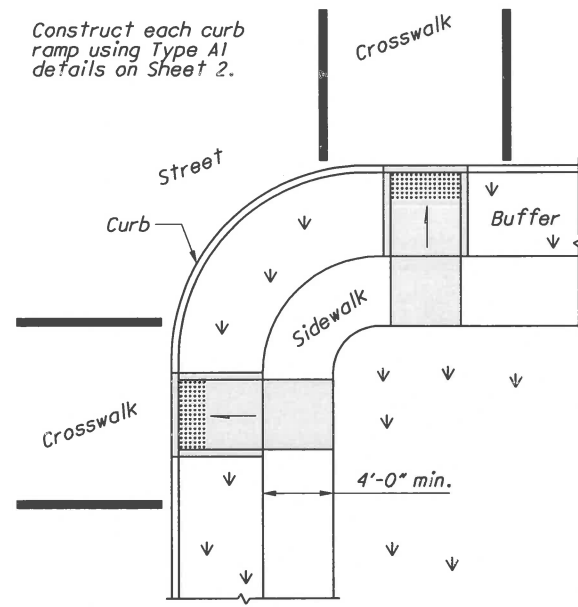 Construct each curb
ramp using Type A1
details on Sheet 2.
Crosswalk
Street
Curb
Buffer
Sidewalk
Crosswalk
4'-0" min.